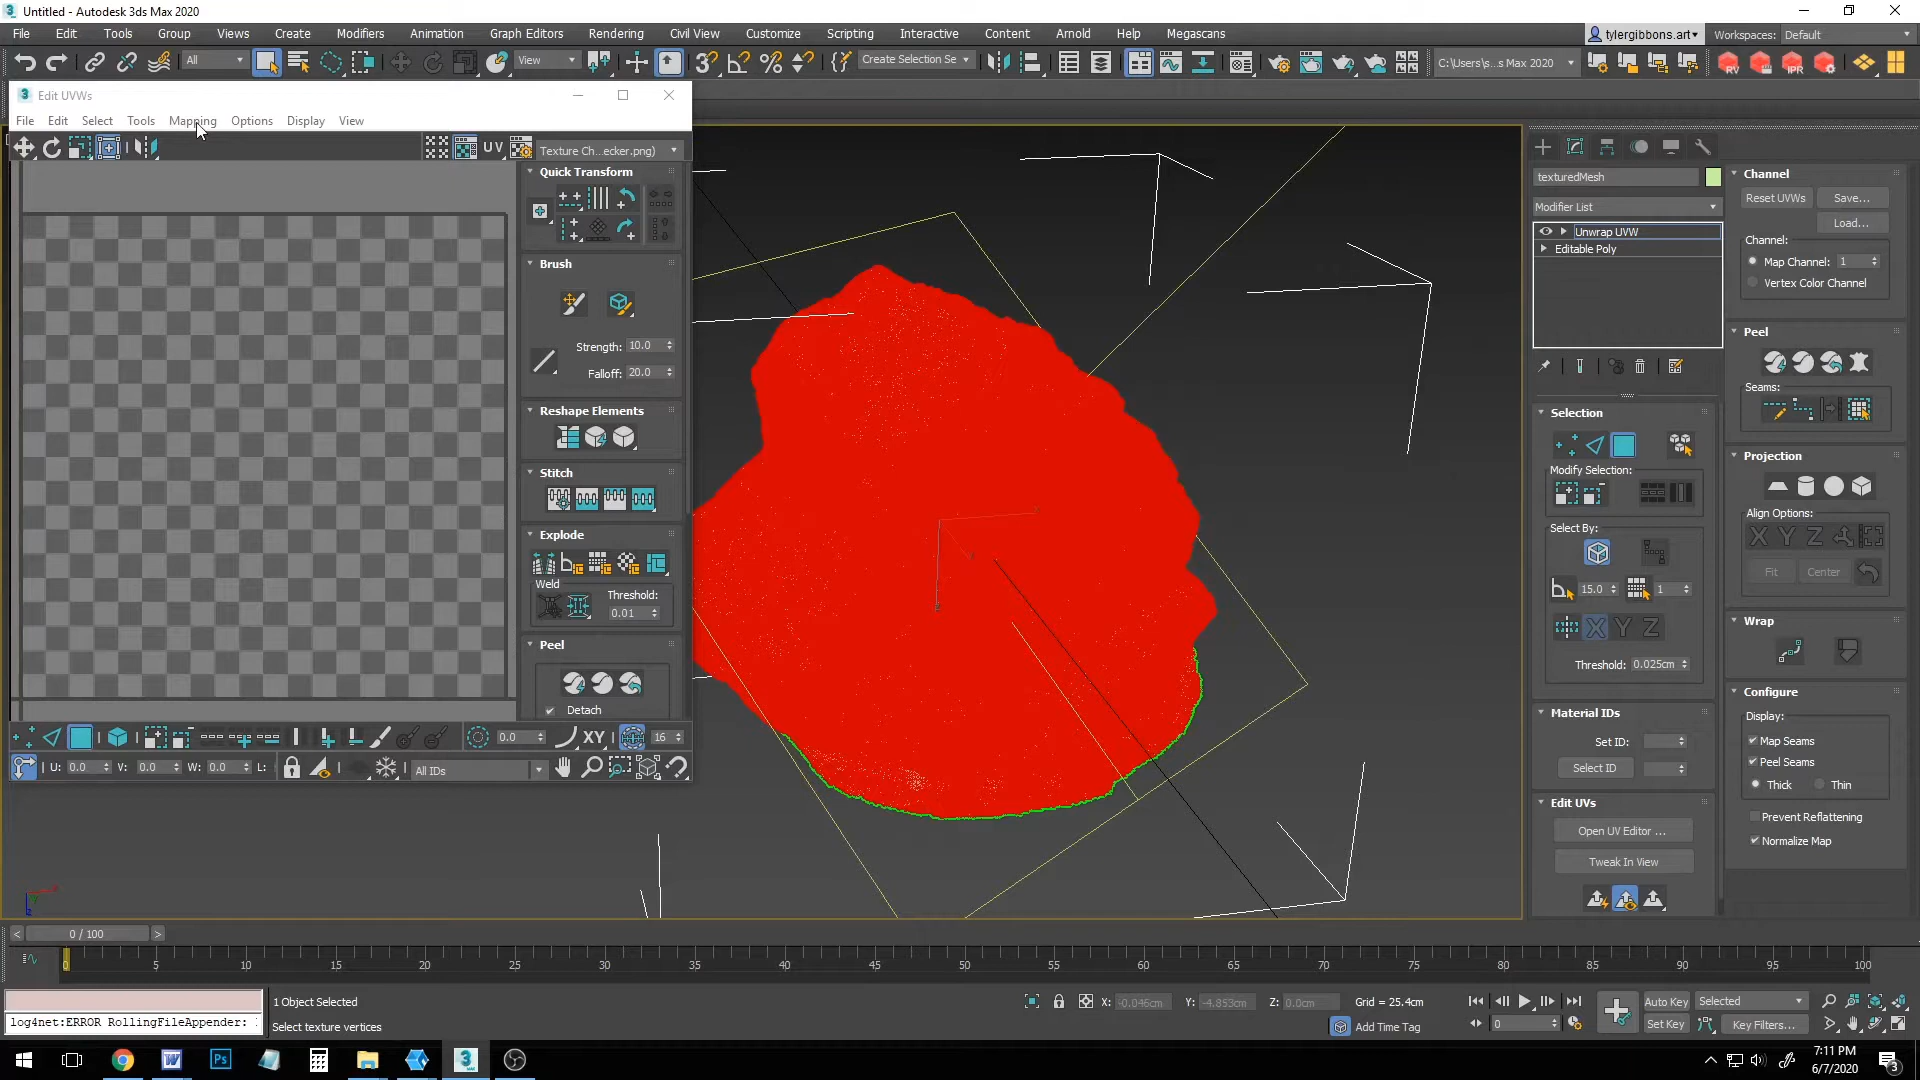 Untitled - Autodesk 3ds Max 2020
File Edit Tools Group Views Create Modifiers Animation Graph Editors Rendering Civil View Customize Scripting Interactive Content Arnold Help Megascans
tylergibbons.art Workspaces: Default
All View Create Selection Se C:\Users\s...s Max 2020
RV IPR
Edit UVWs
File Edit Select Tools Mapping Options Display View
UV Texture Ch...ecker.png)
Quick Transform
Brush
Strength: 10.0
Falloff: 20.0
Reshape Elements
Stitch
Explode
Weld
Threshold:
0.01
Peel
Detach
0.0 XY 16
U: 0.0 V: 0.0 W: 0.0 L: All IDs
texturedMesh
Modifier List
Unwrap UVW
Editable Poly
Selection
Modify Selection:
Select By:
15.0 1
X Y Z
Threshold: 0.025cm
Material IDs
Set ID:
Select ID
Edit UVs
Open UV Editor ...
Tweak In View
Channel
Reset UVWs Save...
Load...
Channel:
Map Channel: 1
Vertex Color Channel
Peel
Seams:
Projection
Align Options:
X Y Z
Fit Center
Wrap
Configure
Display:
Map Seams
Peel Seams
Thick Thin
Prevent Reflattening
Normalize Map
< 0 / 100 >
0 5 10 15 20 25 30 35 40 45 50 55 60 65 70 75 80 85 90 95 100
1 Object Selected
log4net:ERROR RollingFileAppender:
Select texture vertices
X: -0.046cm Y: -4.853cm Z: 0.0cm Grid = 25.4cm
Add Time Tag
0
Auto Key Selected
Set Key Key Filters...
7:11 PM
6/7/2020
3